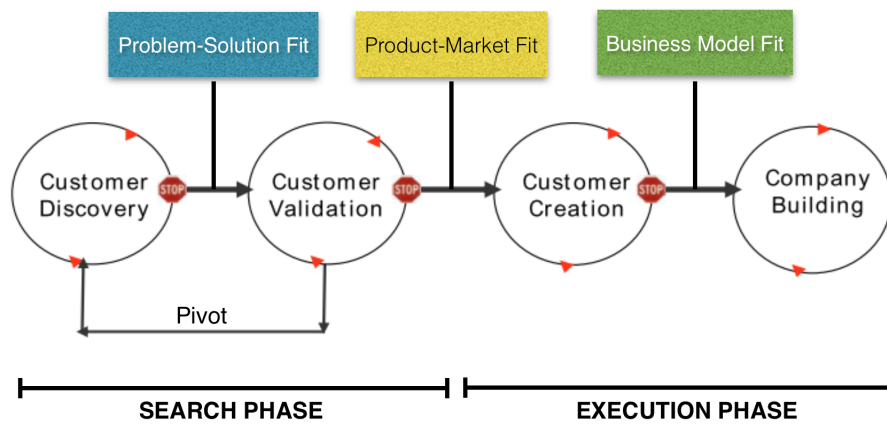 Problem-Solution Fit
Product-Market Fit
Business Model Fit
Customer
Discovery
STOP
Customer
Validation
STOP
Customer
Creation
STOP
Company
Building
Pivot
SEARCH PHASE
EXECUTION PHASE